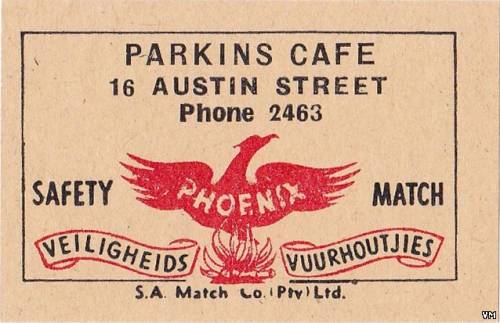 PARKINS CAFE
16 AUSTIN STREET
Phone 2463
PHOENIX
SAFETY MATCH
VEILIGHEIDS VUURHOUTJIES
S.A. Match Co. (Pty) Ltd.
VM